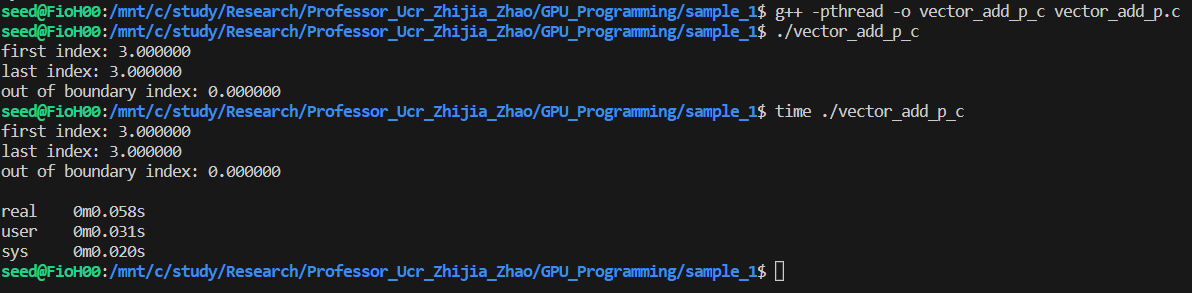 seed@FioH00:/mnt/c/study/Research/Professor_Ucr_Zhijia_Zhao/GPU_Programming/sample_1$ g++ -pthread -o vector_add_p_c vector_add_p.c
seed@FioH00:/mnt/c/study/Research/Professor_Ucr_Zhijia_Zhao/GPU_Programming/sample_1$ ./vector_add_p_c
first index: 3.000000
last index: 3.000000
out of boundary index: 0.000000
seed@FioH00:/mnt/c/study/Research/Professor_Ucr_Zhijia_Zhao/GPU_Programming/sample_1$ time ./vector_add_p_c
first index: 3.000000
last index: 3.000000
out of boundary index: 0.000000
real 0m0.058s
user 0m0.031s
sys 0m0.020s
seed@FioH00:/mnt/c/study/Research/Professor_Ucr_Zhijia_Zhao/GPU_Programming/sample_1$